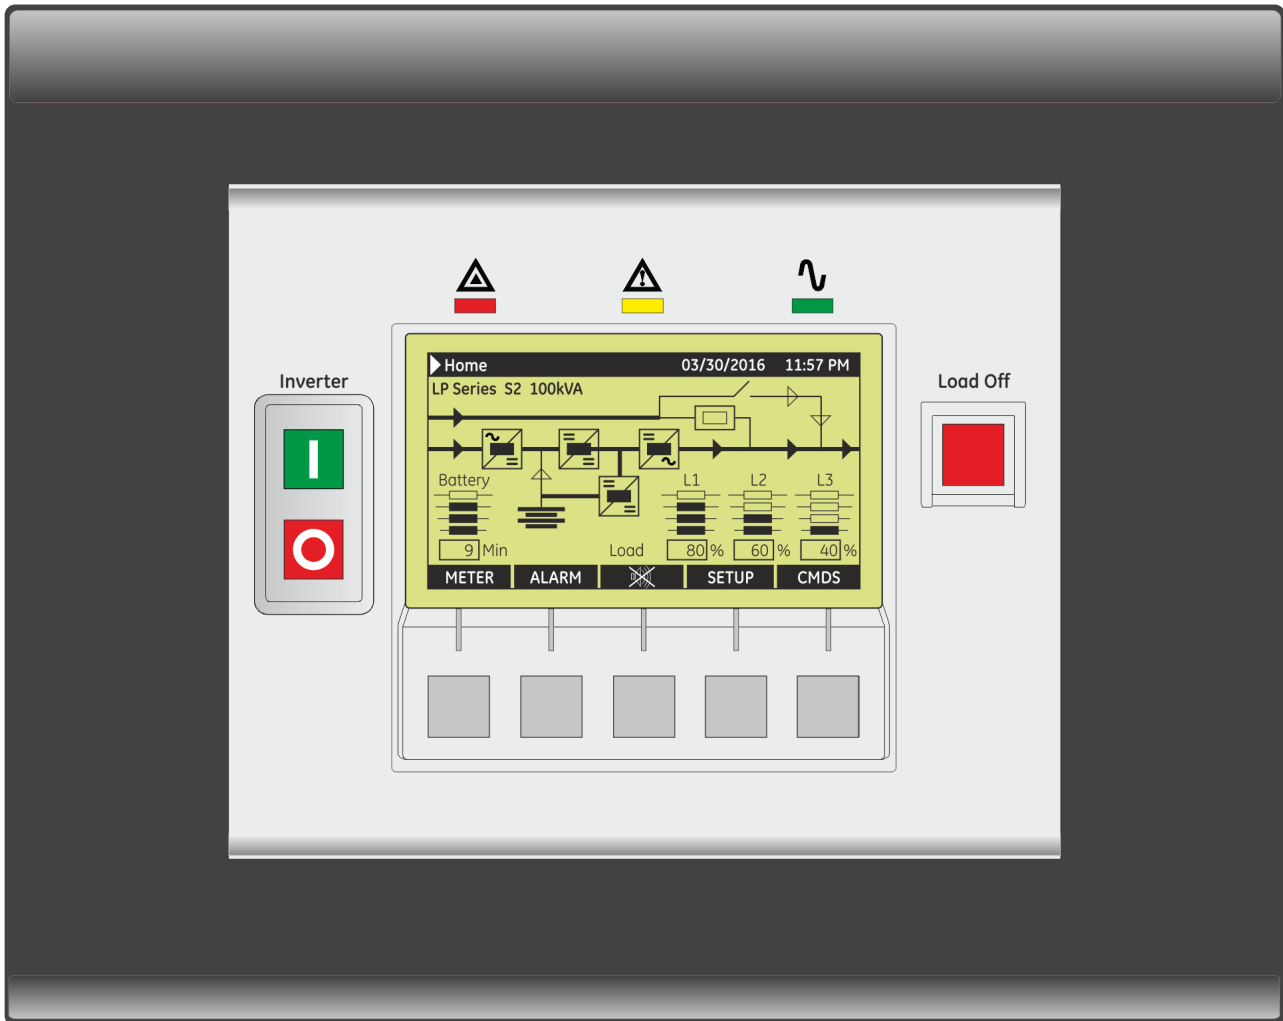 Home 03/30/2016 11:57 PM
LP Series S2 100kVA
Inverter
Load Off
Battery L1 L2 L3
9 Min Load 80 % 60 % 40 %
METER ALARM SETUP CMDS